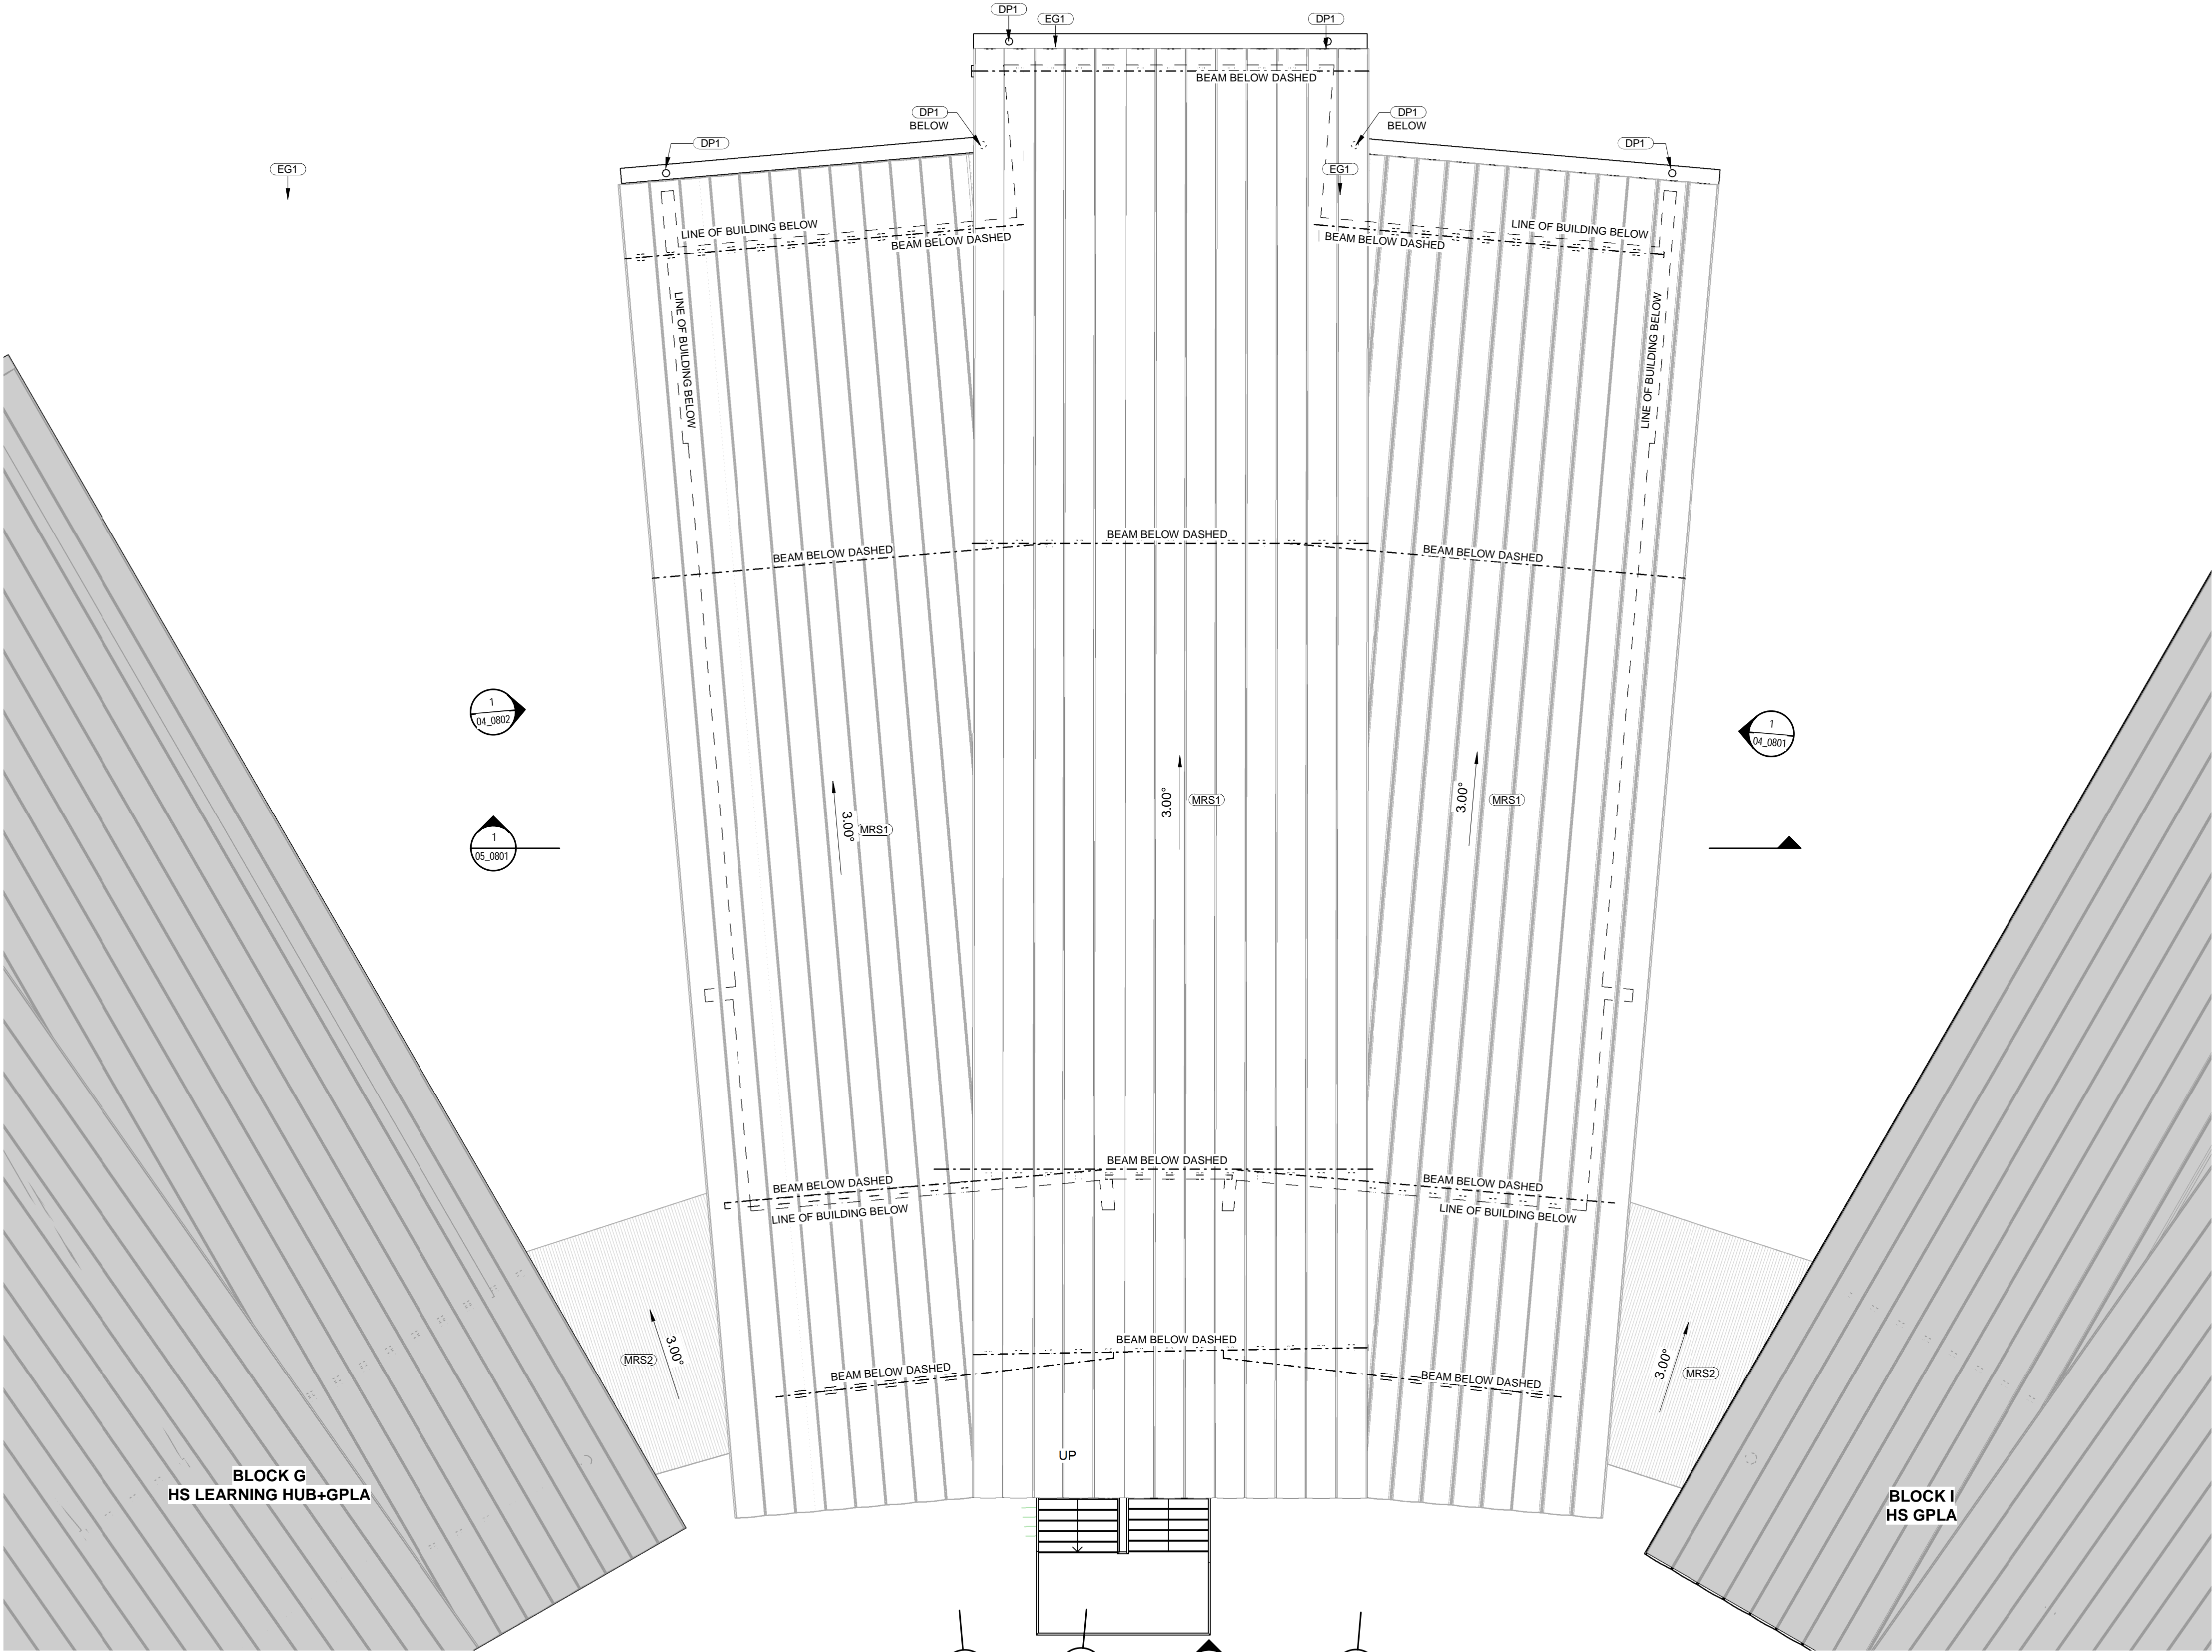 DP1
EG1
DP1
BEAM BELOW DASHED
DP1
BELOW
DP1
BELOW
DP1
DP1
EG1
EG1
LINE OF BUILDING BELOW
BEAM BELOW DASHED
LINE OF BUILDING BELOW
BEAM BELOW DASHED
LINE OF BUILDING BELOW
LINE OF BUILDING BELOW
BEAM BELOW DASHED
BEAM BELOW DASHED
BEAM BELOW DASHED
1
04_0802
1
04_0801
3.00°
MRS1
3.00°
MRS1
3.00°
MRS1
1
05_0801
BEAM BELOW DASHED
BEAM BELOW DASHED
BEAM BELOW DASHED
LINE OF BUILDING BELOW
LINE OF BUILDING BELOW
BEAM BELOW DASHED
BEAM BELOW DASHED
BEAM BELOW DASHED
3.00°
MRS2
3.00°
MRS2
UP
BLOCK G
HS LEARNING HUB+GPLA
BLOCK I
HS GPLA